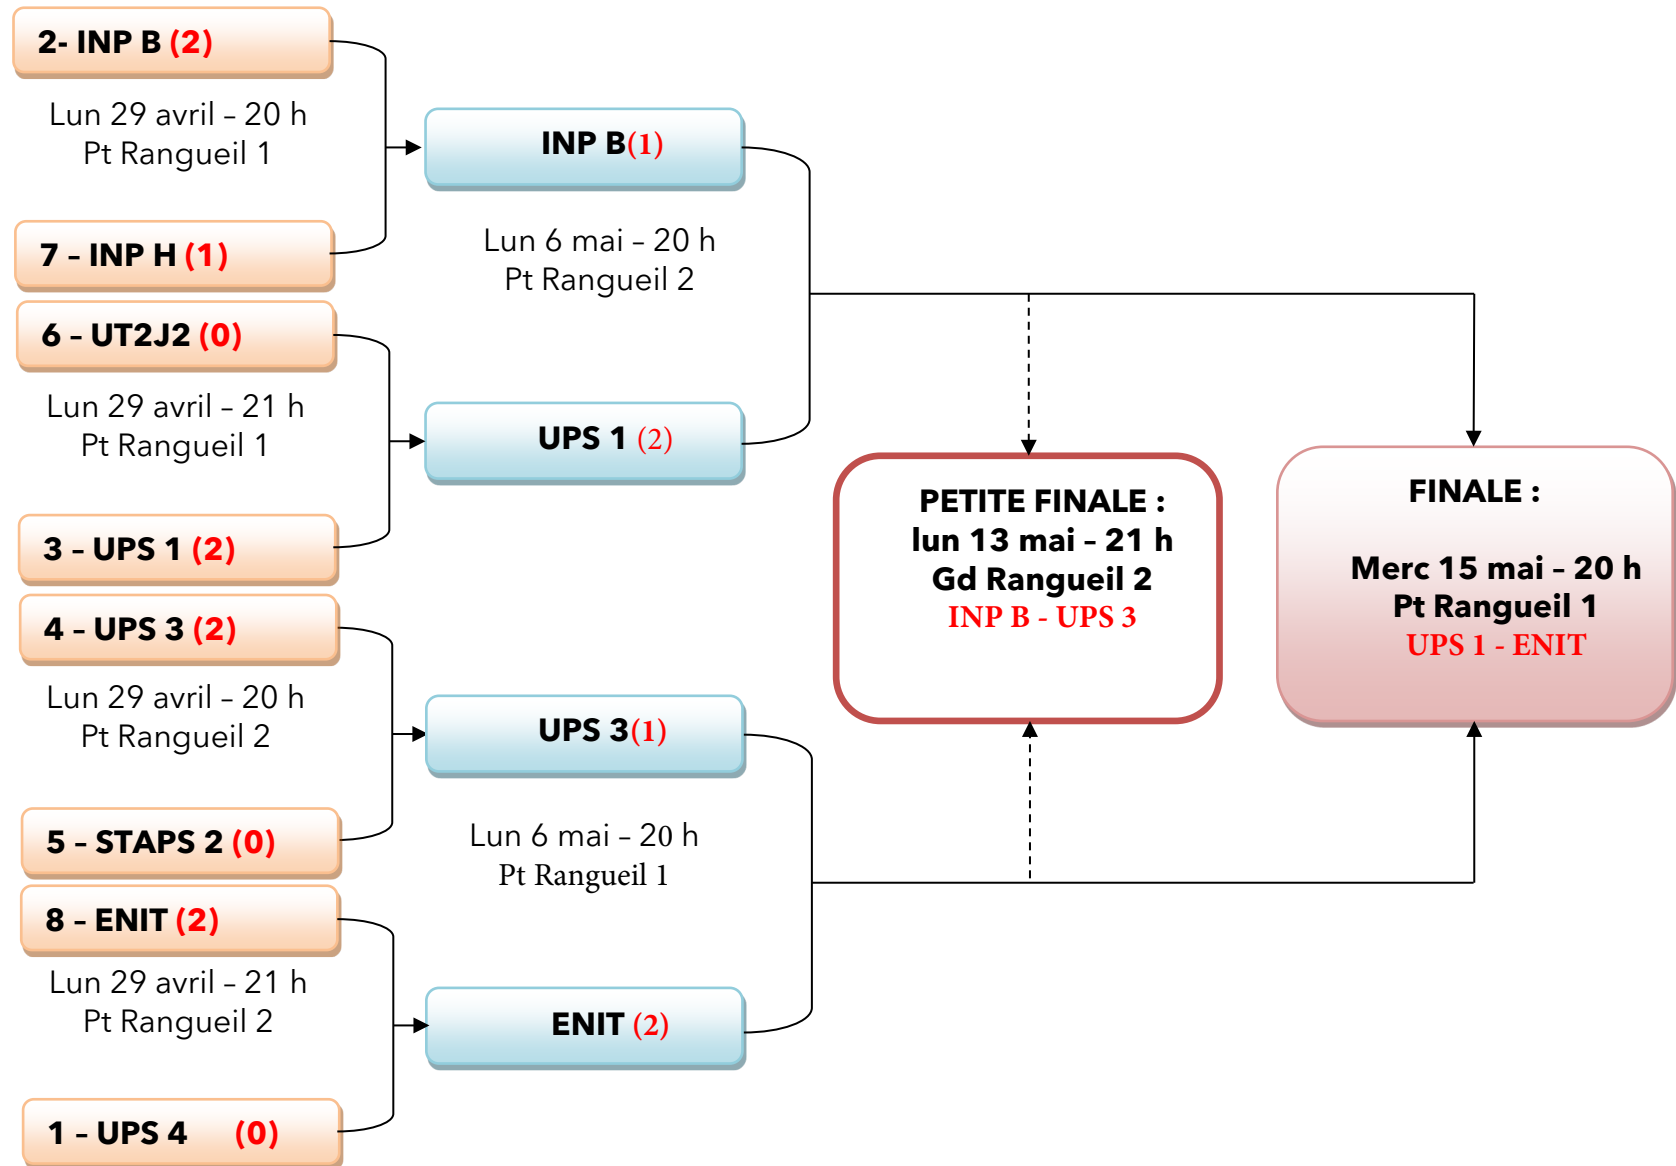 2- INP B (2)
Lun 29 avril – 20 h
Pt Rangueil 1
7 – INP H (1)
6 – UT2J2 (0)
Lun 29 avril – 21 h
Pt Rangueil 1
3 – UPS 1 (2)
4 – UPS 3 (2)
Lun 29 avril – 20 h
Pt Rangueil 2
5 – STAPS 2 (0)
8 – ENIT (2)
Lun 29 avril – 21 h
Pt Rangueil 2
1 – UPS 4 (0)
INP B(1)
Lun 6 mai – 20 h
Pt Rangueil 2
UPS 1 (2)
UPS 3(1)
Lun 6 mai – 20 h
Pt Rangueil 1
ENIT (2)
PETITE FINALE :
lun 13 mai – 21 h
Gd Rangueil 2
INP B - UPS 3
FINALE :
Merc 15 mai – 20 h
Pt Rangueil 1
UPS 1 - ENIT